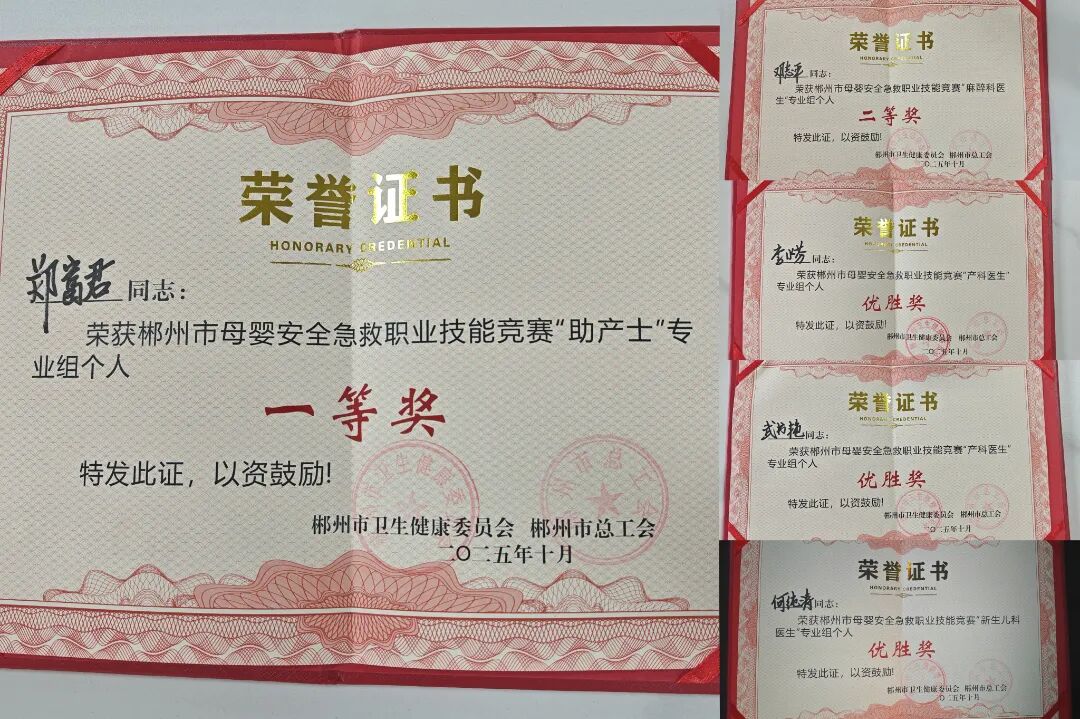 荣誉证书
HONORARY CREDENTIAL
郑富君同志：
荣获郴州市母婴安全急救职业技能竞赛“助产士”专
业组个人
一等奖
特发此证，以资鼓励!
郴州市卫生健康委员会 郴州市总工会
二〇二五年十月
荣誉证书
HONORARY CREDENTIAL
邓志平同志：
荣获郴州市母婴安全急救职业技能竞赛“麻醉科医
生”专业组个人
二等奖
特发此证，以资鼓励!
郴州市卫生健康委员会 郴州市总工会
二〇二五年十月
荣誉证书
HONORARY CREDENTIAL
同志：
荣获郴州市母婴安全急救职业技能竞赛“产科医生”
专业组个人
优胜奖
特发此证，以资鼓励!
郴州市卫生健康委员会 郴州市总工会
二〇二五年十月
荣誉证书
HONORARY CREDENTIAL
同志：
荣获郴州市母婴安全急救职业技能竞赛“产科医生”
专业组个人
优胜奖
特发此证，以资鼓励!
郴州市卫生健康委员会 郴州市总工会
二〇二五年十月
荣誉证书
HONORARY CREDENTIAL
同志：
荣获郴州市母婴安全急救职业技能竞赛“新生儿科
医生”专业组个人
优胜奖
特发此证，以资鼓励!
郴州市卫生健康委员会 郴州市总工会
二〇二五年十月